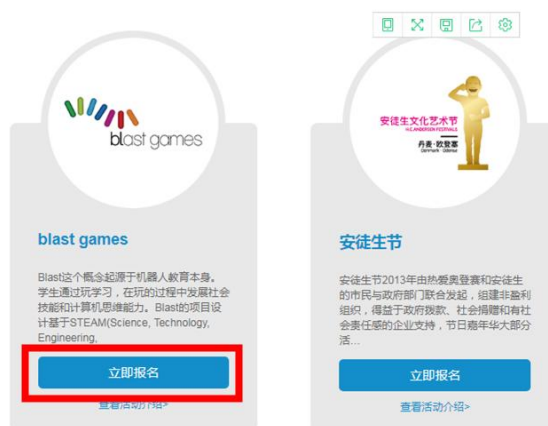 blast games
blast games
Blast这个概念起源于机器人教育本身。
学生通过玩学习，在玩的过程中发展社会
技能和计算机思维能力。Blast的项目设
计基于STEAM(Science, Technology,
Engineering,
立即报名
查看活动介绍>
安徒生文化艺术节
H.C.ANDERSEN FESTIVALS
丹麦·欧登塞
Denmark · Odense
安徒生节
安徒生节2013年由热爱奥登赛和安徒生
的市民与政府部门联合发起，组建非盈利
组织，得益于政府拨款、社会捐赠和有社
会责任感的企业支持，节日嘉年华大部分
活...
立即报名
查看活动介绍>